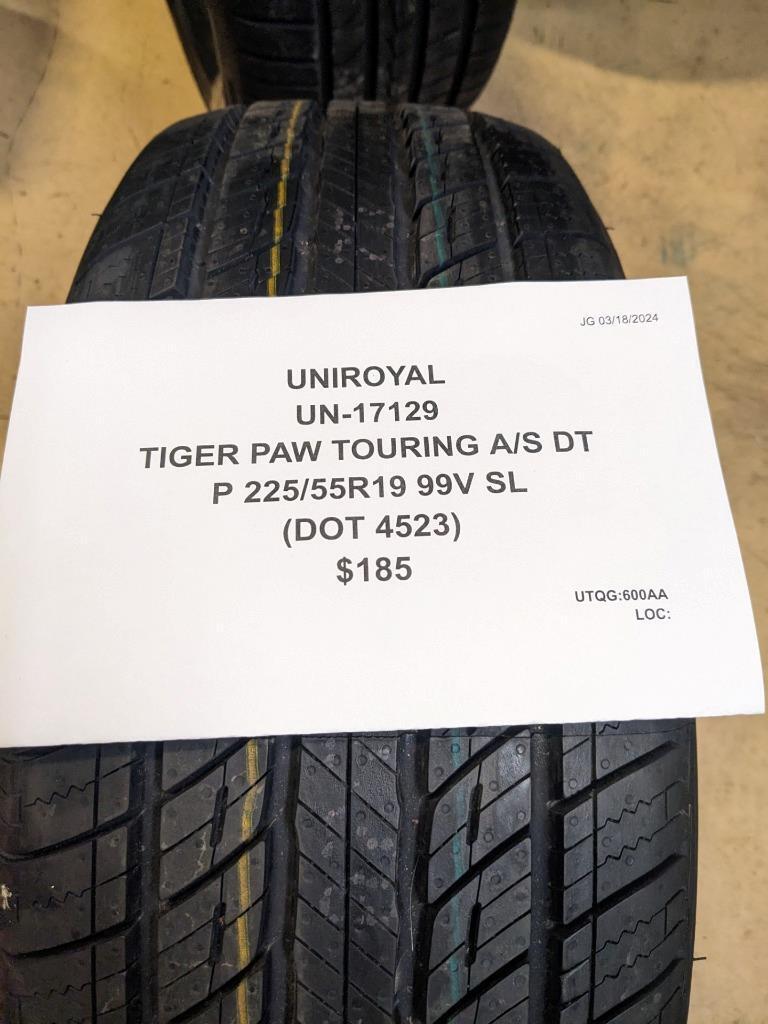 JG 03/18/2024
UNIROYAL
UN-17129
TIGER PAW TOURING A/S DT
P 225/55R19 99V SL
(DOT 4523)
$185
UTQG:600AA
LOC: